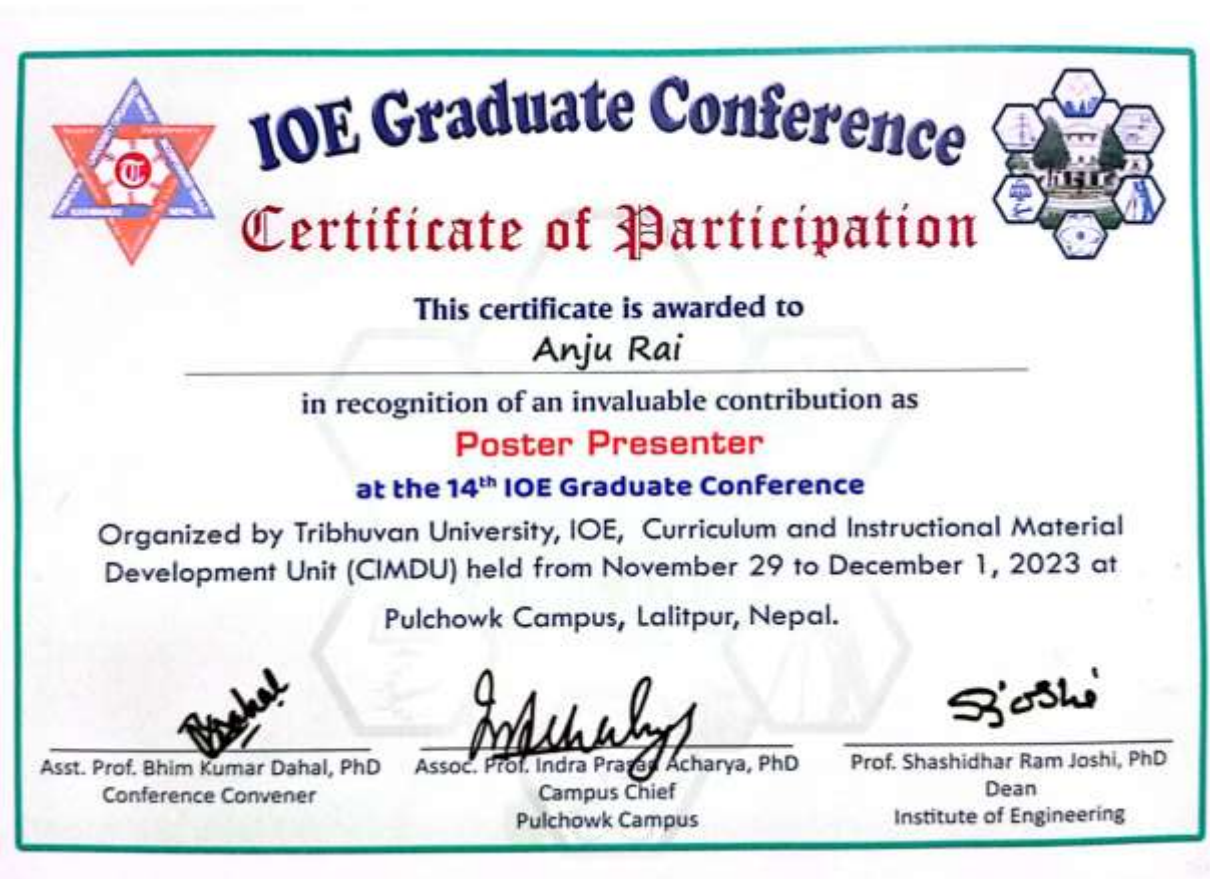 IOE Graduate Conference
Certificate of Participation
This certificate is awarded to
Anju Rai
in recognition of an invaluable contribution as
Poster Presenter
at the 14th IOE Graduate Conference
Organized by Tribhuvan University, IOE, Curriculum and Instructional Material
Development Unit (CIMDU) held from November 29 to December 1, 2023 at
Pulchowk Campus, Lalitpur, Nepal.
Asst. Prof. Bhim Kumar Dahal, PhD
Conference Convener
Assoc. Prof. Indra Prasad Acharya, PhD
Campus Chief
Pulchowk Campus
Prof. Shashidhar Ram Joshi, PhD
Dean
Institute of Engineering